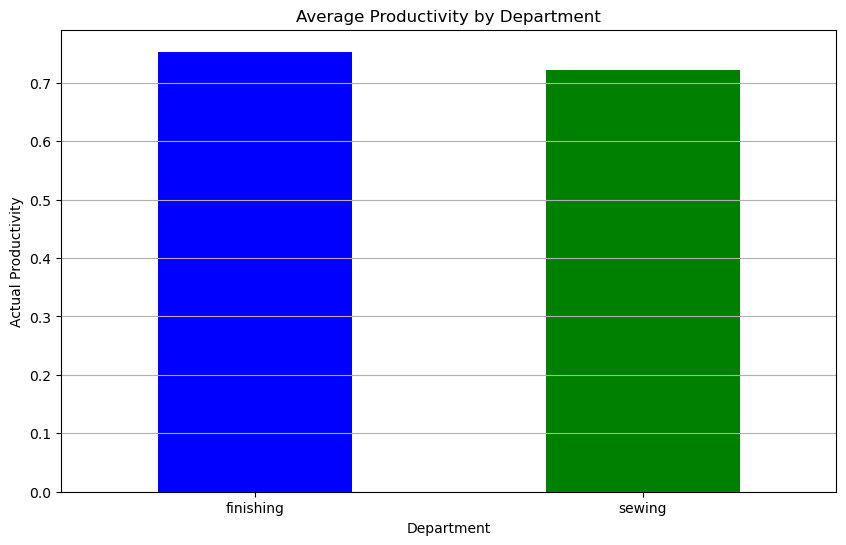 Average Productivity by Department
Actual Productivity
0.7
0.6
0.5
0.4
0.3
0.2
0.1
0.0
finishing
sewing
Department